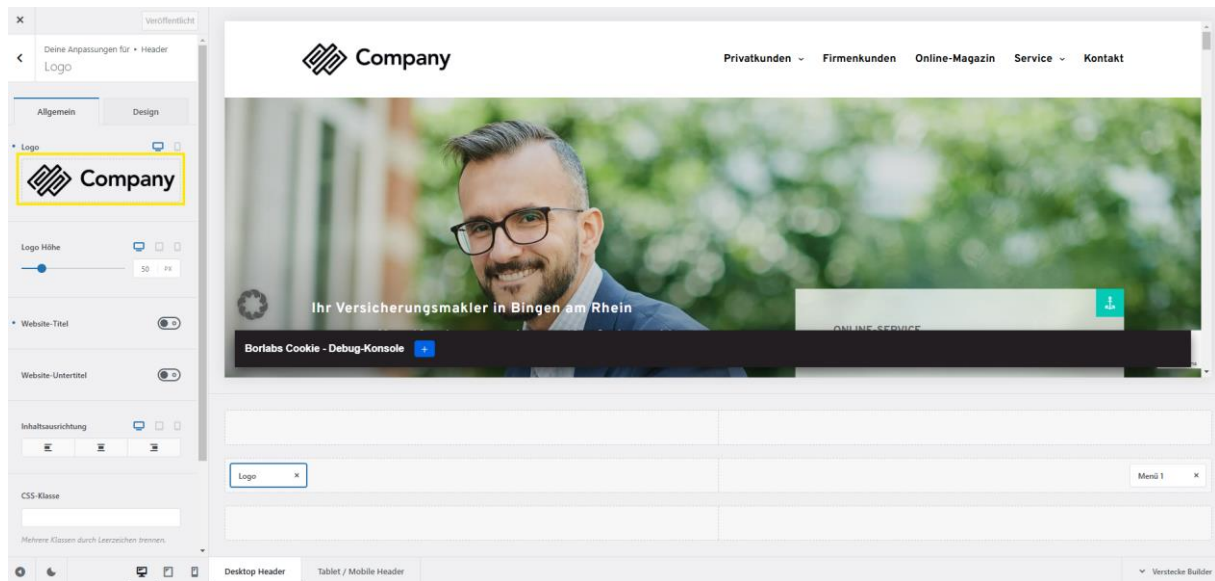 Veröffentlicht
Deine Anpassungen für • Header
Logo
Allgemein
Design
Logo
Company
Logo Höhe
50 PX
Website-Titel
Website-Untertitel
Inhaltsausrichtung
CSS-Klasse
Mehrere Klassen durch Leerzeichen trennen.
Company
Privatkunden Firmenkunden Online-Magazin Service Kontakt
Ihr Versicherungsmakler in Bingen am Rhein
ONLINE-SERVICE
Borlabs Cookie - Debug-Konsole +
Logo ×
Menü 1 ×
Desktop Header
Tablet / Mobile Header
Verstecke Builder